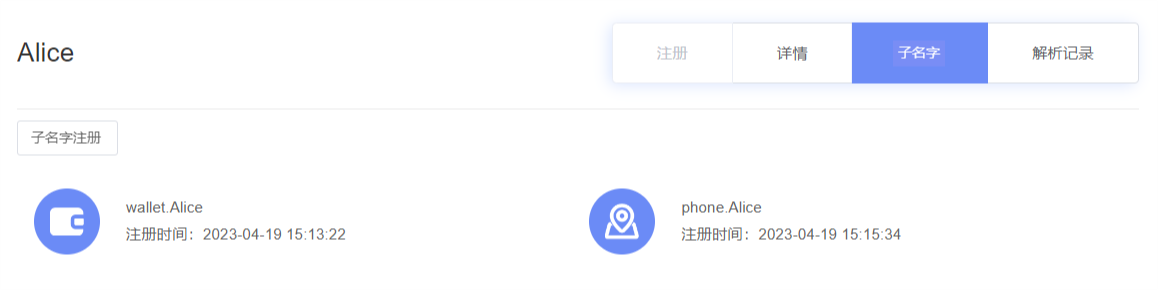 Alice
注册 详情 子名字 解析记录
子名字注册
wallet.Alice
注册时间：2023-04-19 15:13:22
phone.Alice
注册时间：2023-04-19 15:15:34